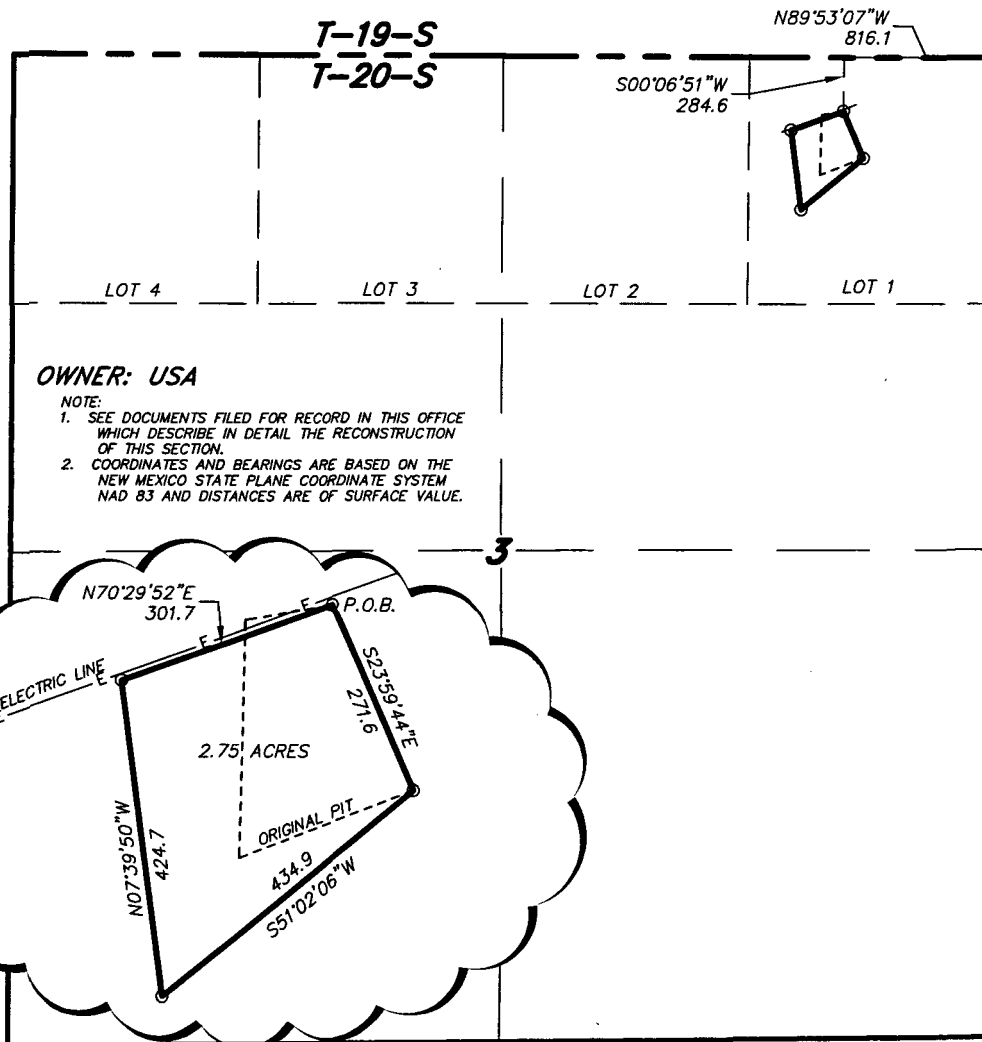 T-19-S
T-20-S
N89°53'07"W
816.1
S00°06'51"W
284.6
LOT 4
LOT 3
LOT 2
LOT 1
OWNER: USA
NOTE:
1. SEE DOCUMENTS FILED FOR RECORD IN THIS OFFICE
WHICH DESCRIBE IN DETAIL THE RECONSTRUCTION
OF THIS SECTION.
2. COORDINATES AND BEARINGS ARE BASED ON THE
NEW MEXICO STATE PLANE COORDINATE SYSTEM
NAD 83 AND DISTANCES ARE OF SURFACE VALUE.
3
N70°29'52"E
301.7
E
P.O.B.
E
ELECTRIC LINE
E
S23°59'44"E
271.6
2.75 ACRES
ORIGINAL PIT
N07°39'50"W
424.7
434.9
S51°02'06"W